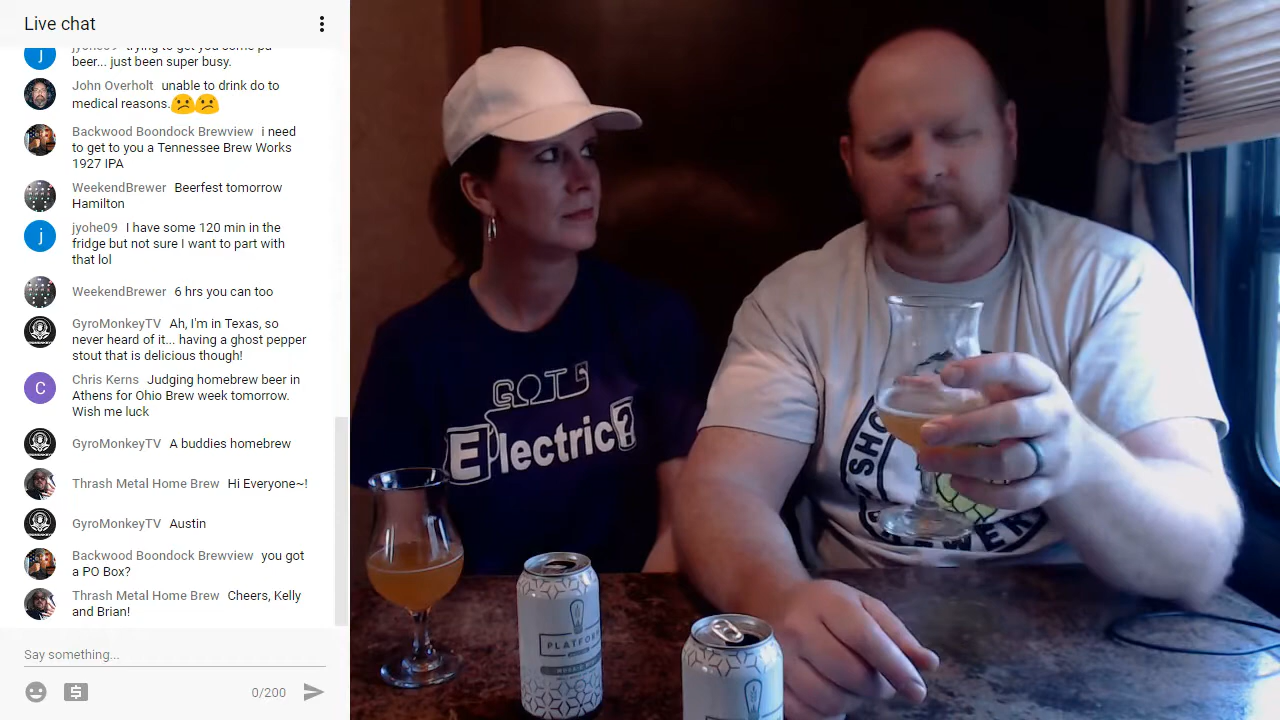 Live chat
beer... just been super busy.
John Overholt unable to drink do to
medical reasons.
Backwood Boondock Brewview i need
to get to you a Tennessee Brew Works
1927 IPA
WeekendBrewer Beerfest tomorrow
Hamilton
jyohe09 I have some 120 min in the
fridge but not sure I want to part with
that lol
WeekendBrewer 6 hrs you can too
GyroMonkeyTV Ah, I'm in Texas, so
never heard of it... having a ghost pepper
stout that is delicious though!
Chris Kerns Judging homebrew beer in
Athens for Ohio Brew week tomorrow.
Wish me luck
GyroMonkeyTV A buddies homebrew
Thrash Metal Home Brew Hi Everyone~!
GyroMonkeyTV Austin
Backwood Boondock Brewview you got
a PO Box?
Thrash Metal Home Brew Cheers, Kelly
and Brian!
Say something...
0/200
j
j
C
GOTS
Electric?
PLATFORM
SHO
BREWER